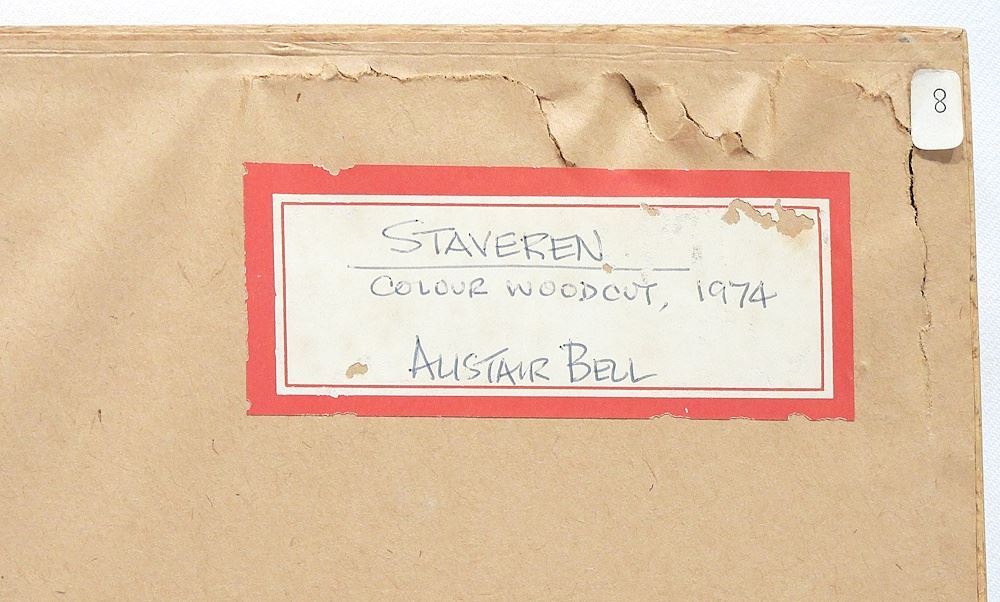 8
STAVEREN
COLOUR WOODCUT, 1974
ALISTAIR BELL